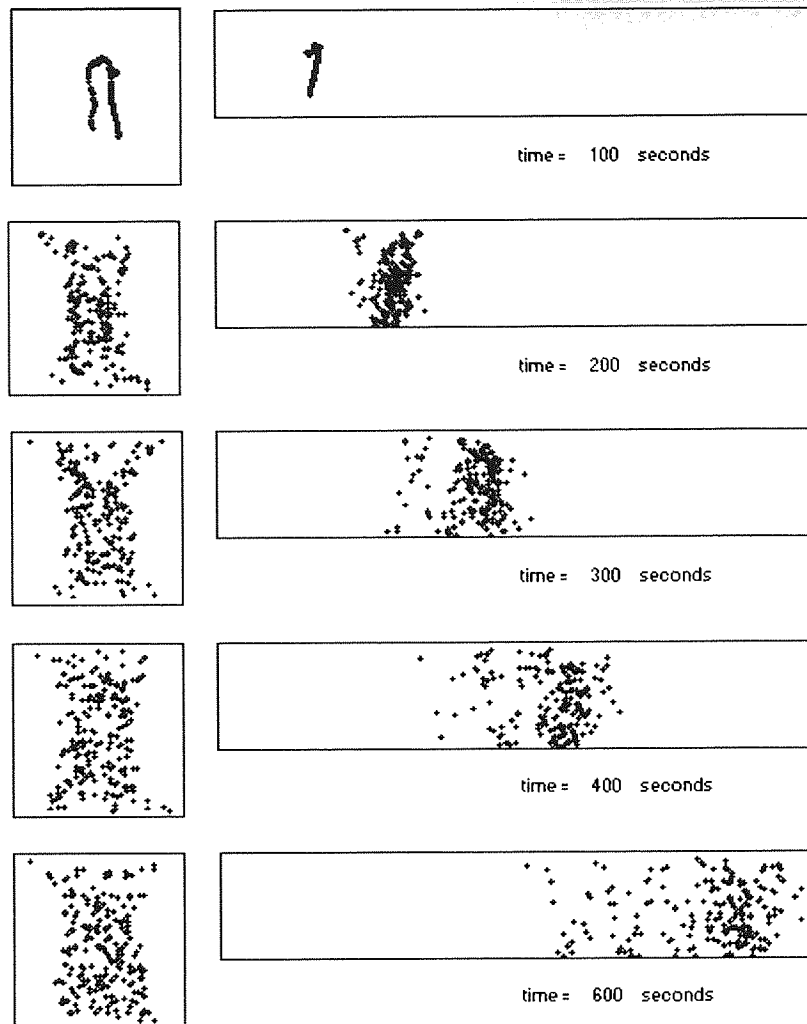 time = 100 seconds
time = 200 seconds
time = 300 seconds
time = 400 seconds
time = 600 seconds